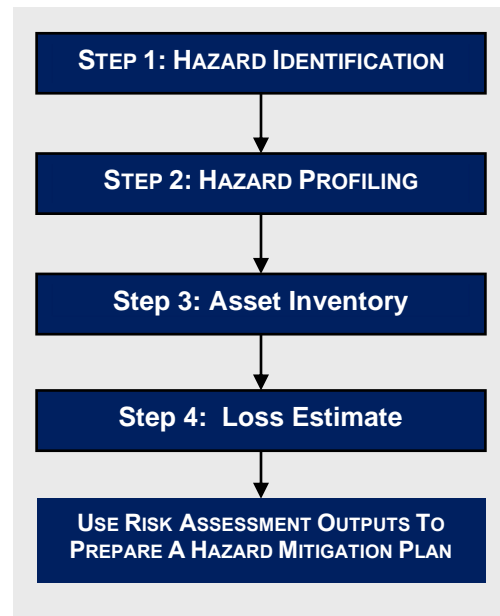 STEP 1: HAZARD IDENTIFICATION
STEP 2: HAZARD PROFILING
Step 3: Asset Inventory
Step 4: Loss Estimate
USE RISK ASSESSMENT OUTPUTS TO
PREPARE A HAZARD MITIGATION PLAN